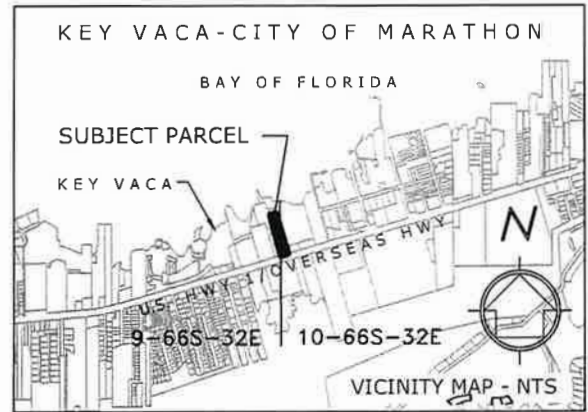 KEY VACA-CITY OF MARATHON
BAY OF FLORIDA
SUBJECT PARCEL
KEY VACA
U.S. HWY 1/OVERSEAS HWY
N
9-66S-32E
10-66S-32E
VICINITY MAP - NTS